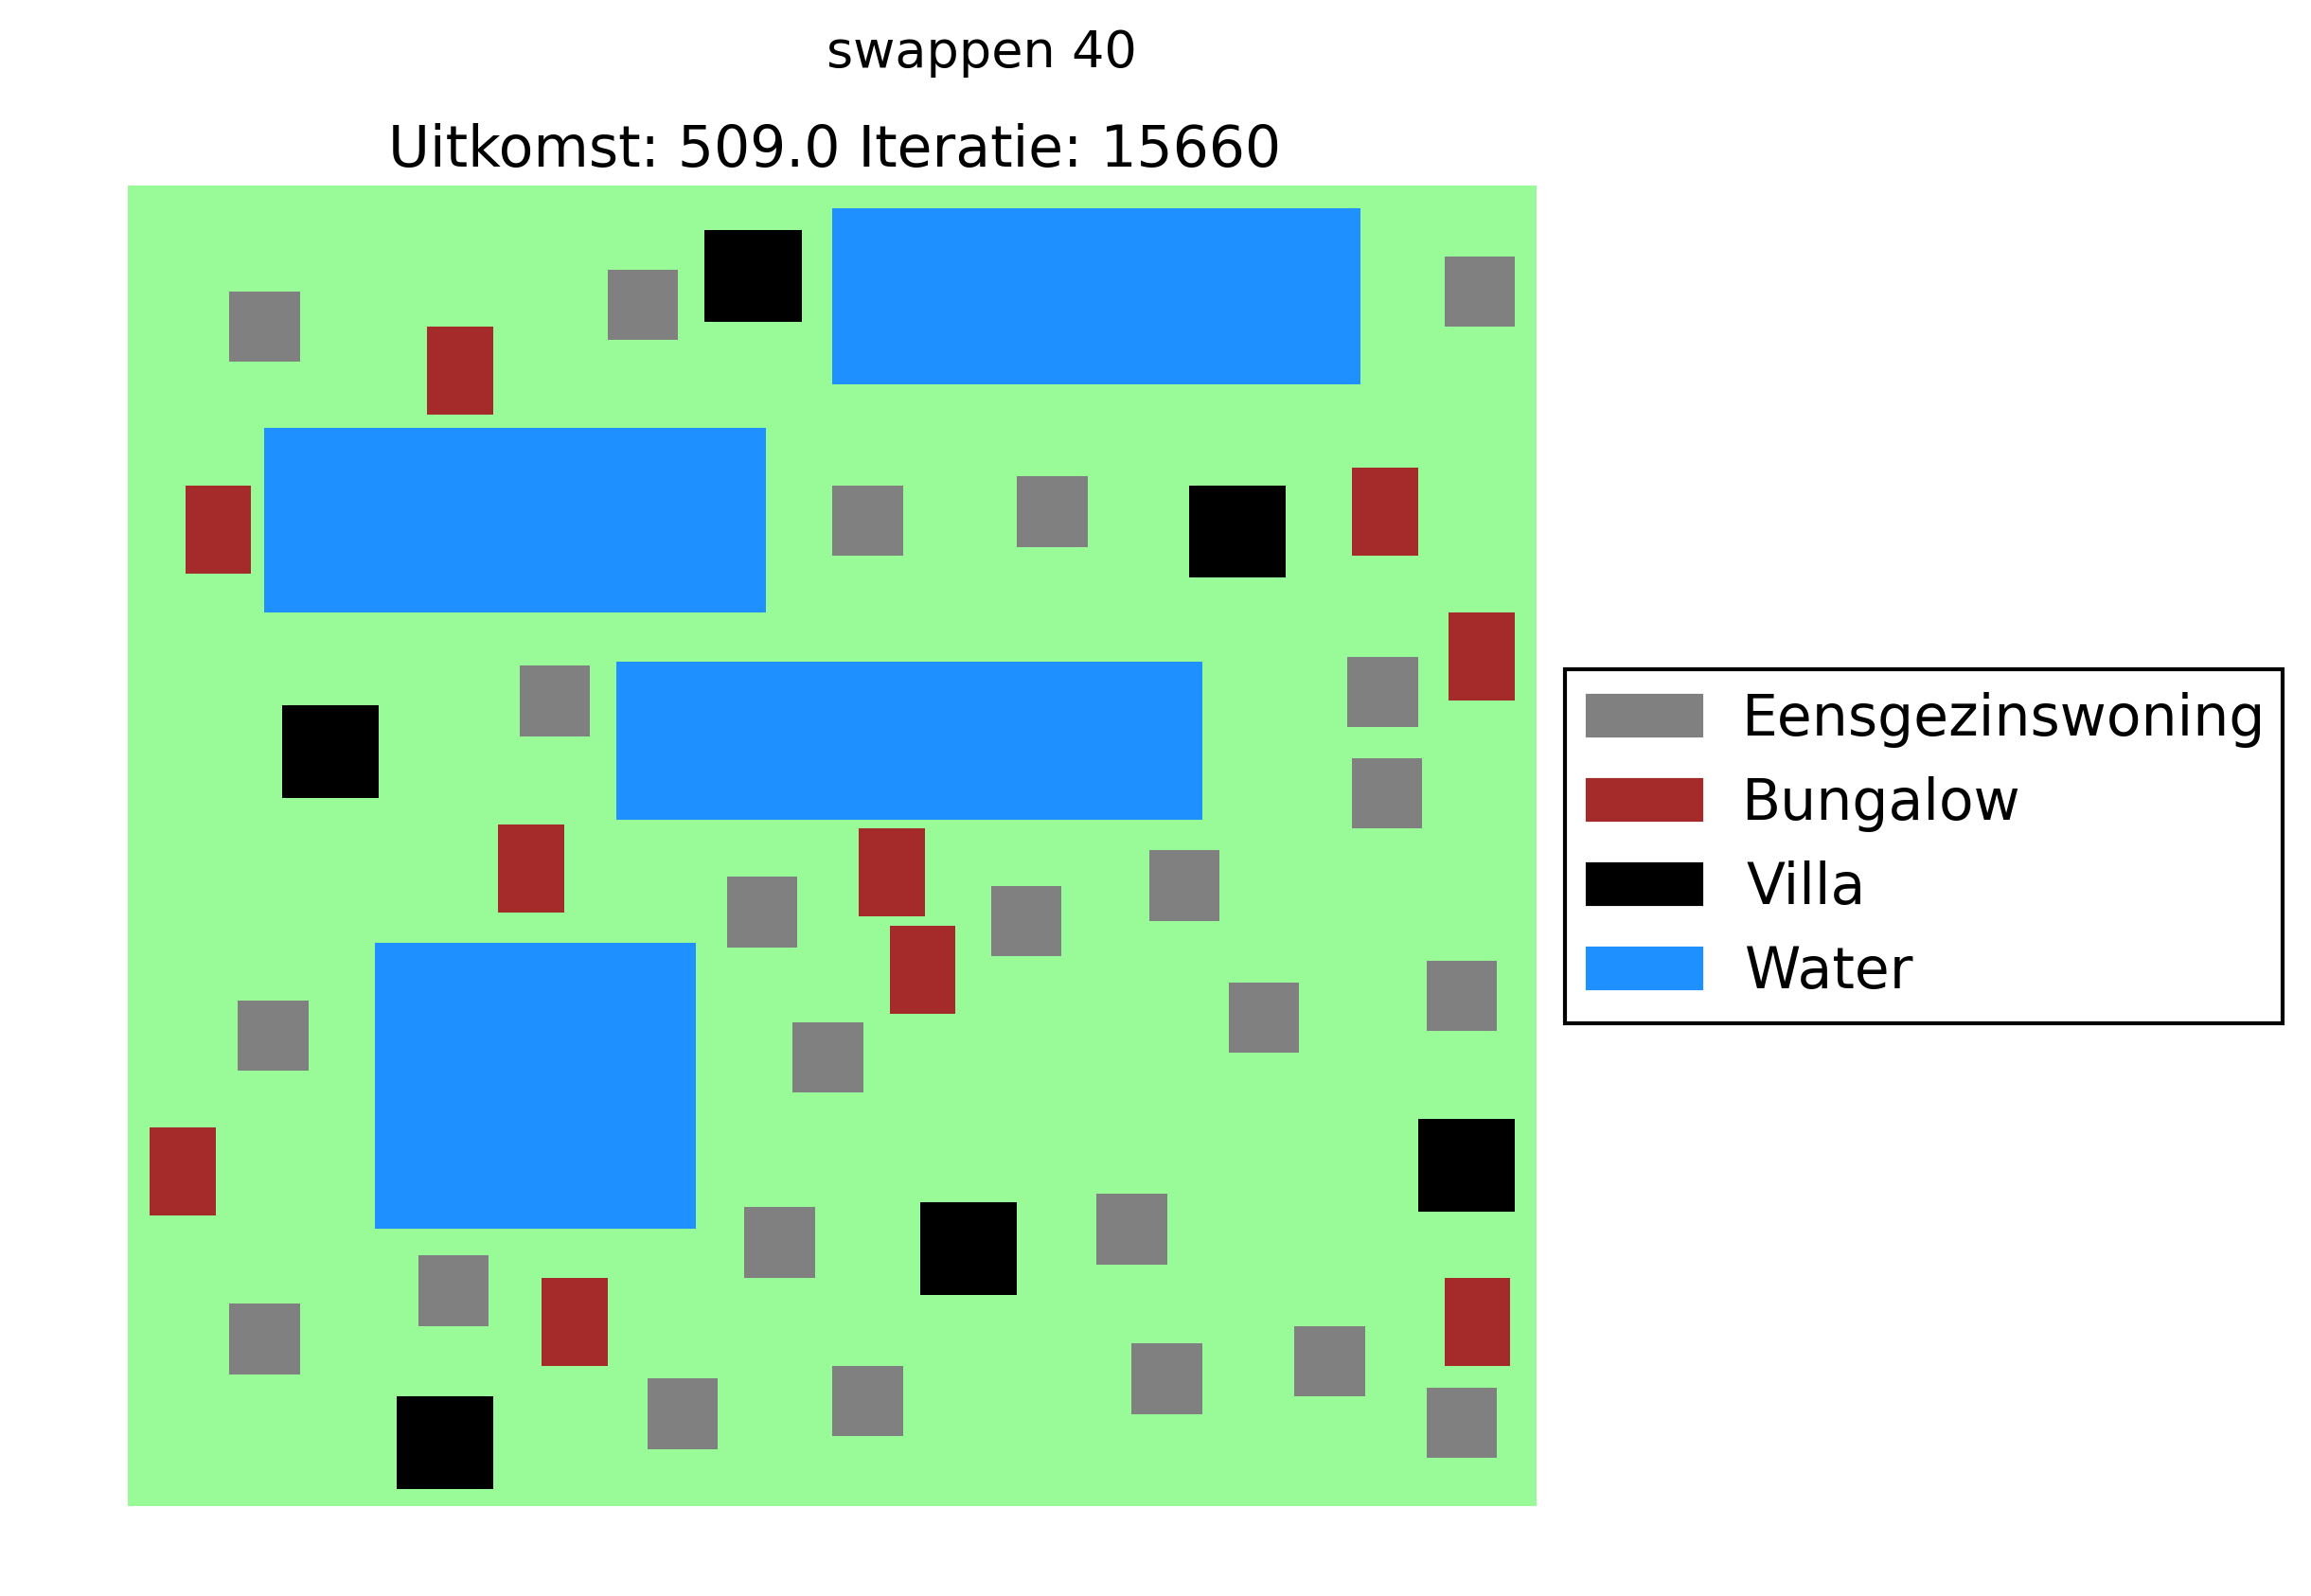 swappen 40
Uitkomst: 509.0 Iteratie: 15660
Eensgezinswoning
Bungalow
Villa
Water